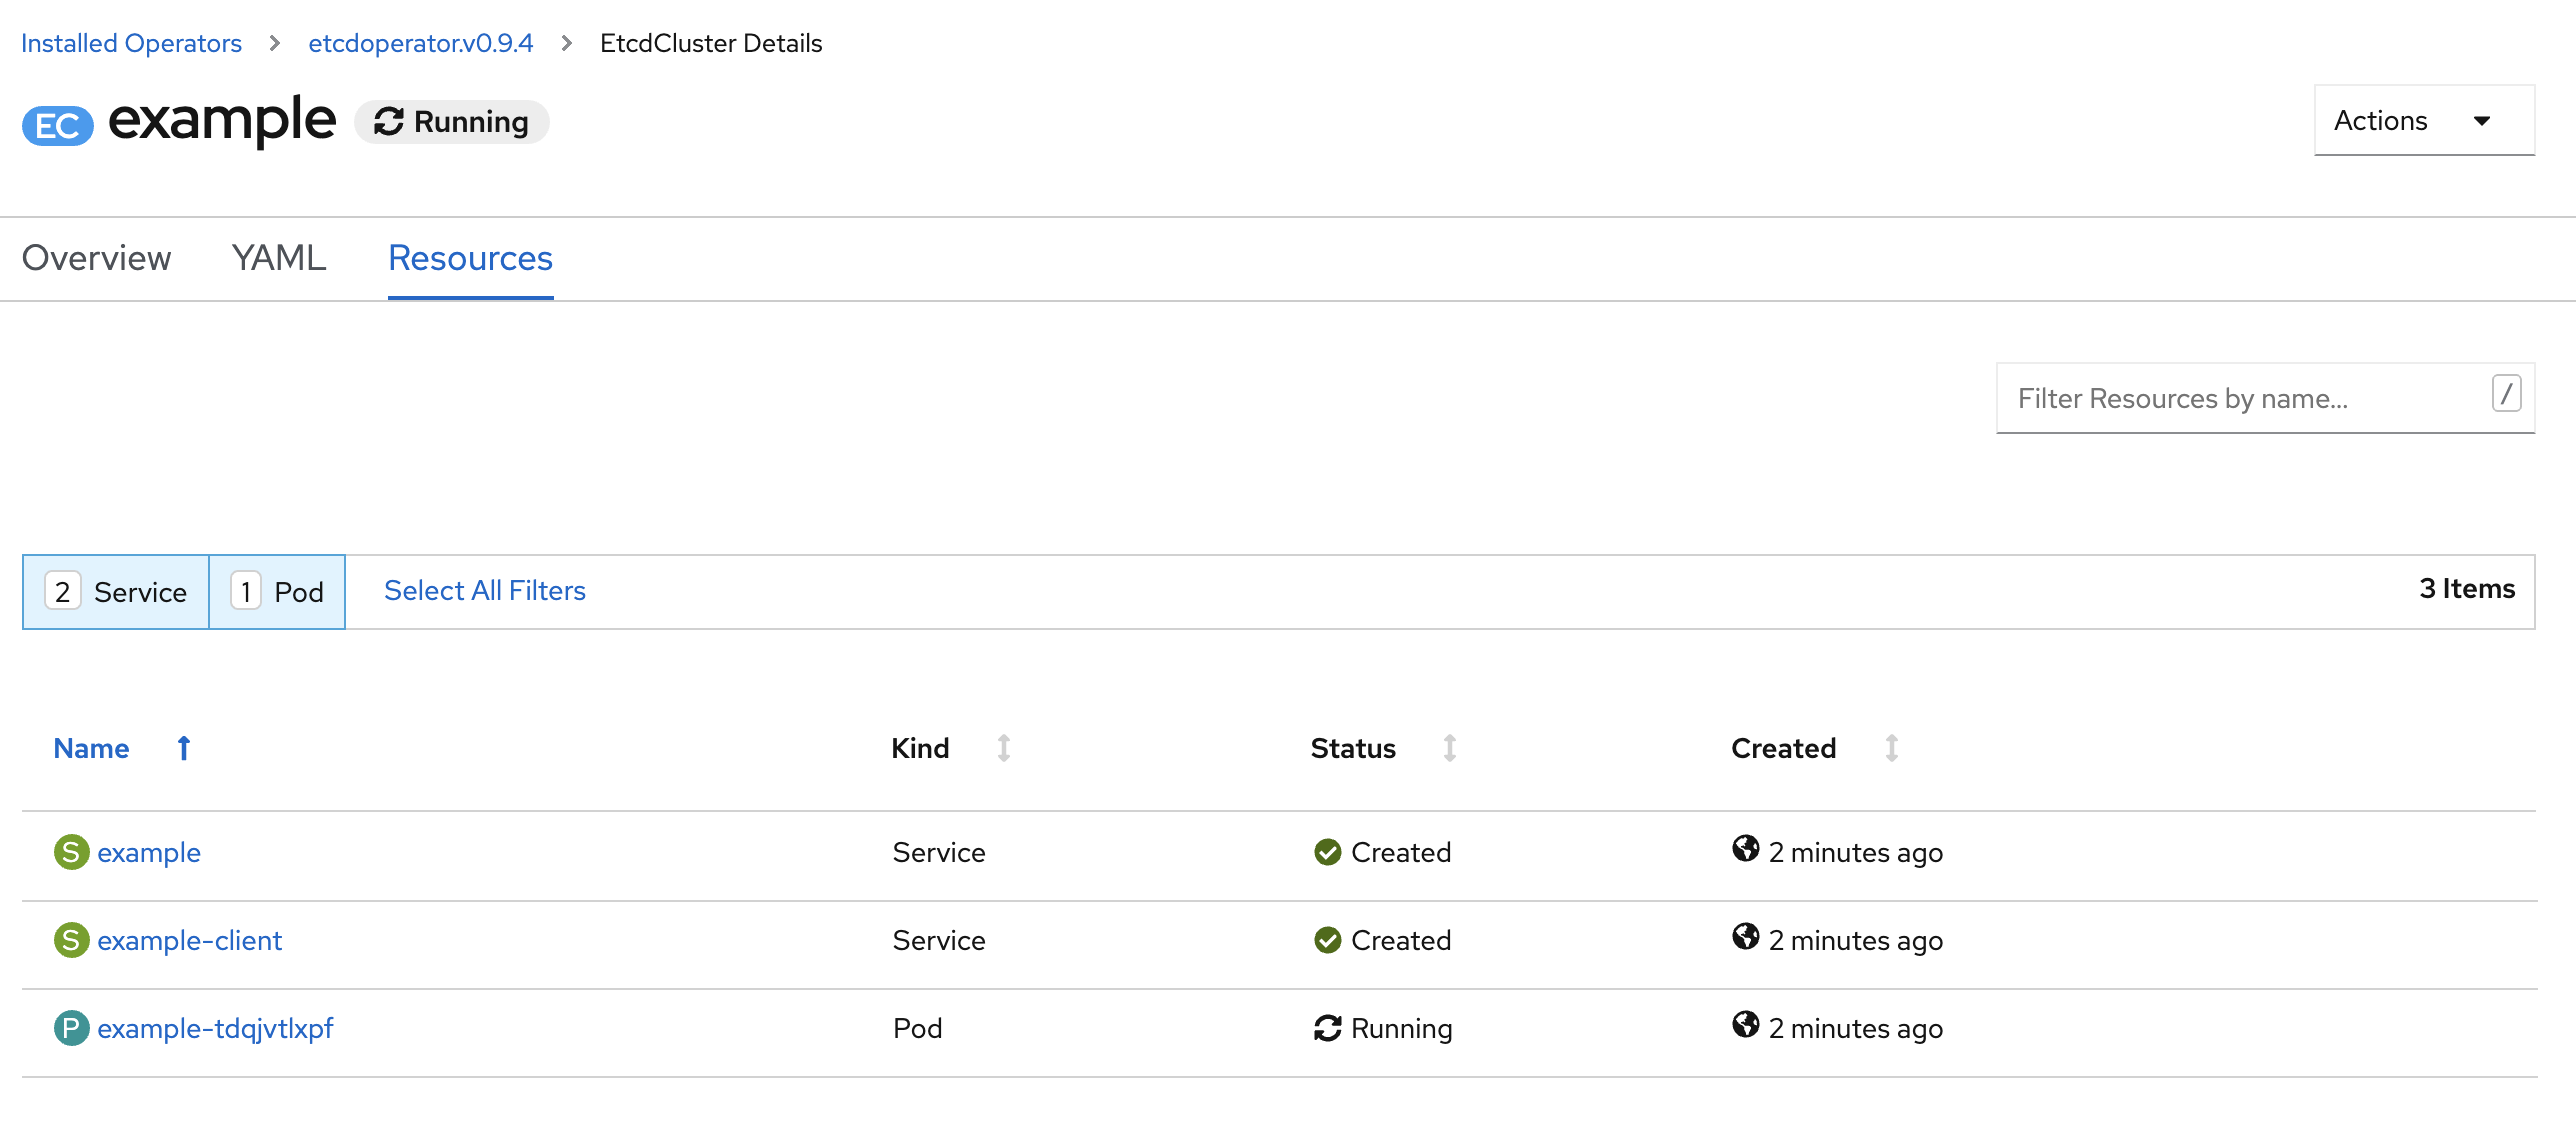 Installed Operators > etcdoperator.v0.9.4 > EtcdCluster Details
EC example Running
Actions
Overview YAML Resources
Filter Resources by name... /
2 Service 1 Pod Select All Filters 3 Items
Name Kind Status Created
S example Service Created 2 minutes ago
S example-client Service Created 2 minutes ago
P example-tdqjvtlxpf Pod Running 2 minutes ago